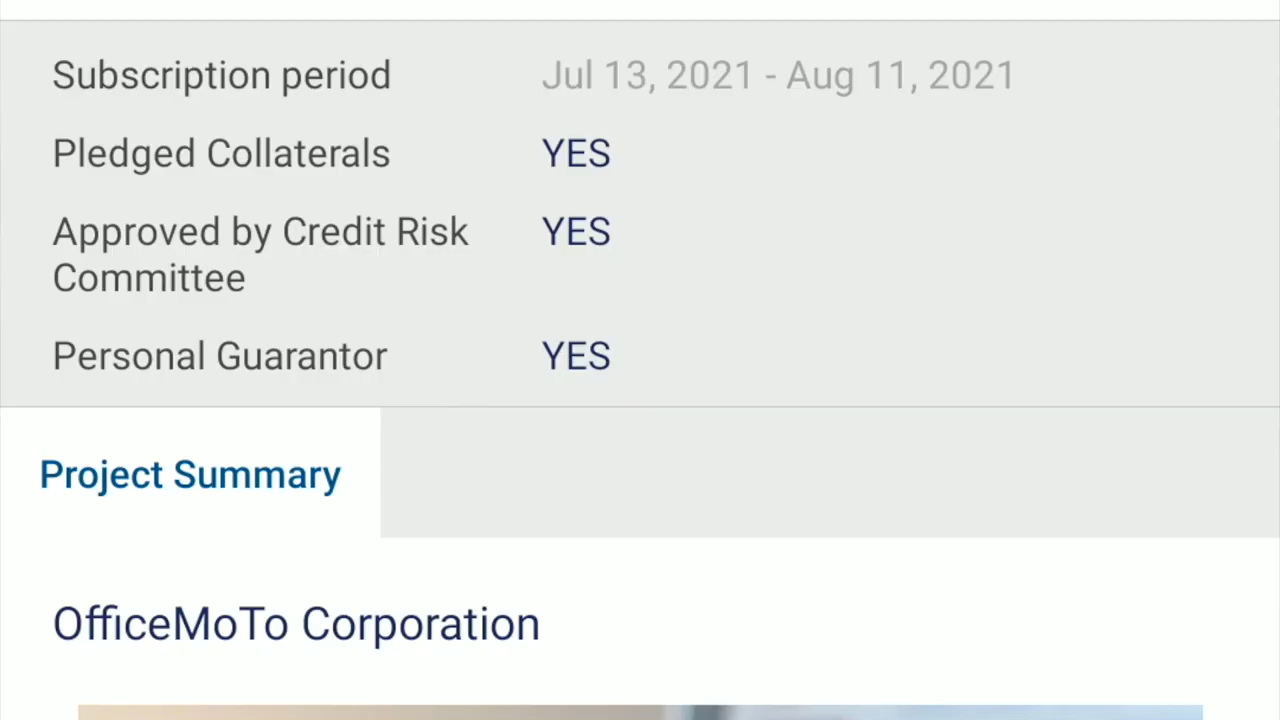 Subscription period Jul 13, 2021 - Aug 11, 2021
Pledged Collaterals YES
Approved by Credit Risk YES
Committee
Personal Guarantor YES
Project Summary
OfficeMoTo Corporation